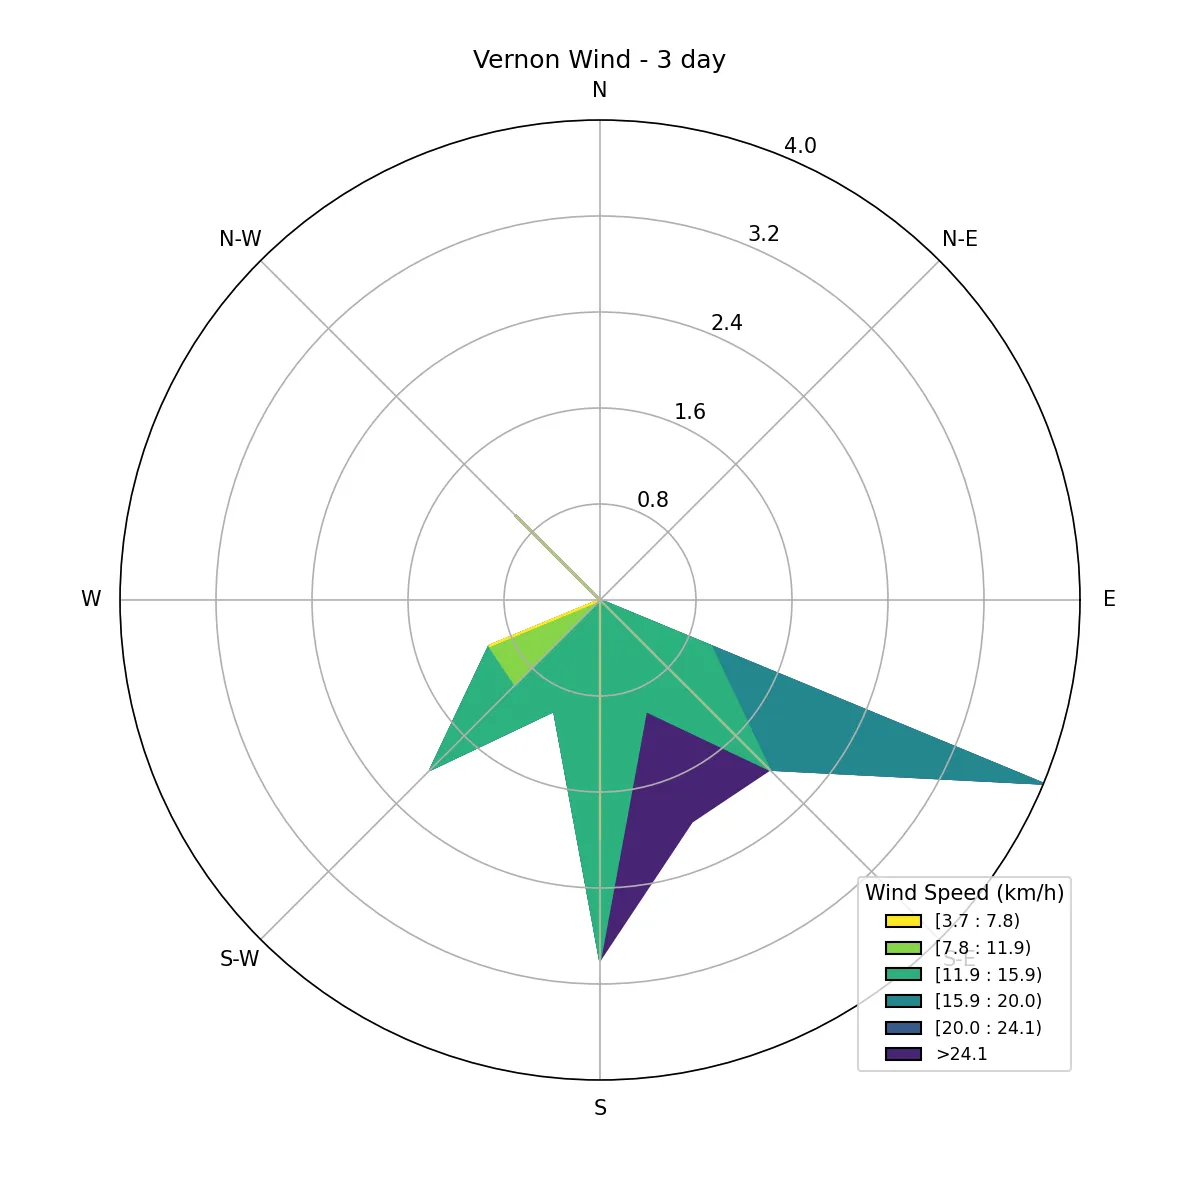 Vernon Wind - 3 day
N
4.0
N-W
3.2
N-E
2.4
1.6
0.8
W
E
Wind Speed (km/h)
[3.7 : 7.8)
[7.8 : 11.9)
S-W
S-E
[11.9 : 15.9)
[15.9 : 20.0)
[20.0 : 24.1)
>24.1
S